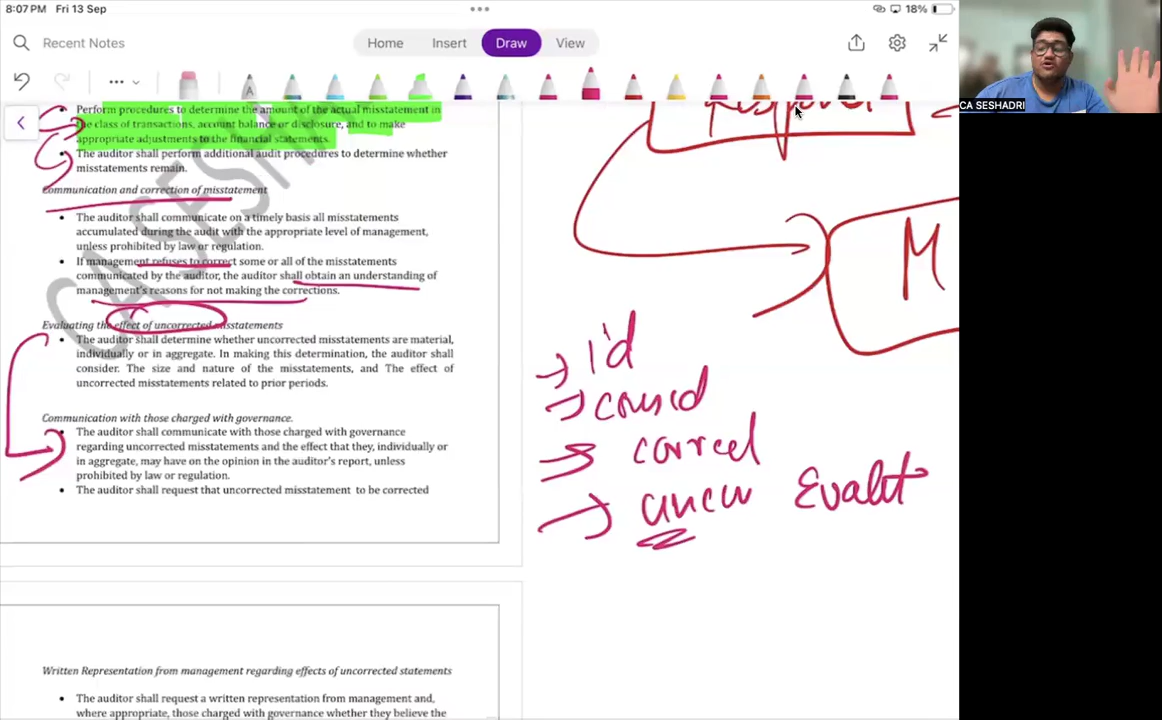 8:07 PM Fri 13 Sep
18%
Recent Notes
Home Insert Draw View
CA SESHADRI
• Perform procedures to determine the amount of the actual misstatement in
the class of transactions, account balance or disclosure, and to make
appropriate adjustments to the financial statements.
• The auditor shall perform additional audit procedures to determine whether
misstatements remain.
Communication and correction of misstatement
• The auditor shall communicate on a timely basis all misstatements
accumulated during the audit with the appropriate level of management,
unless prohibited by law or regulation.
• If management refuses to correct some or all of the misstatements
communicated by the auditor, the auditor shall obtain an understanding of
management's reasons for not making the corrections.
Evaluating the effect of uncorrected misstatements
• The auditor shall determine whether uncorrected misstatements are material,
individually or in aggregate. In making this determination, the auditor shall
consider. The size and nature of the misstatements, and The effect of
uncorrected misstatements related to prior periods.
Communication with those charged with governance.
• The auditor shall communicate with those charged with governance
regarding uncorrected misstatements and the effect that they, individually or
in aggregate, may have on the opinion in the auditor's report, unless
prohibited by law or regulation.
• The auditor shall request that uncorrected misstatement to be corrected
Written Representation from management regarding effects of uncorrected statements
• The auditor shall request a written representation from management and,
where appropriate, those charged with governance whether they believe the
M
→ id